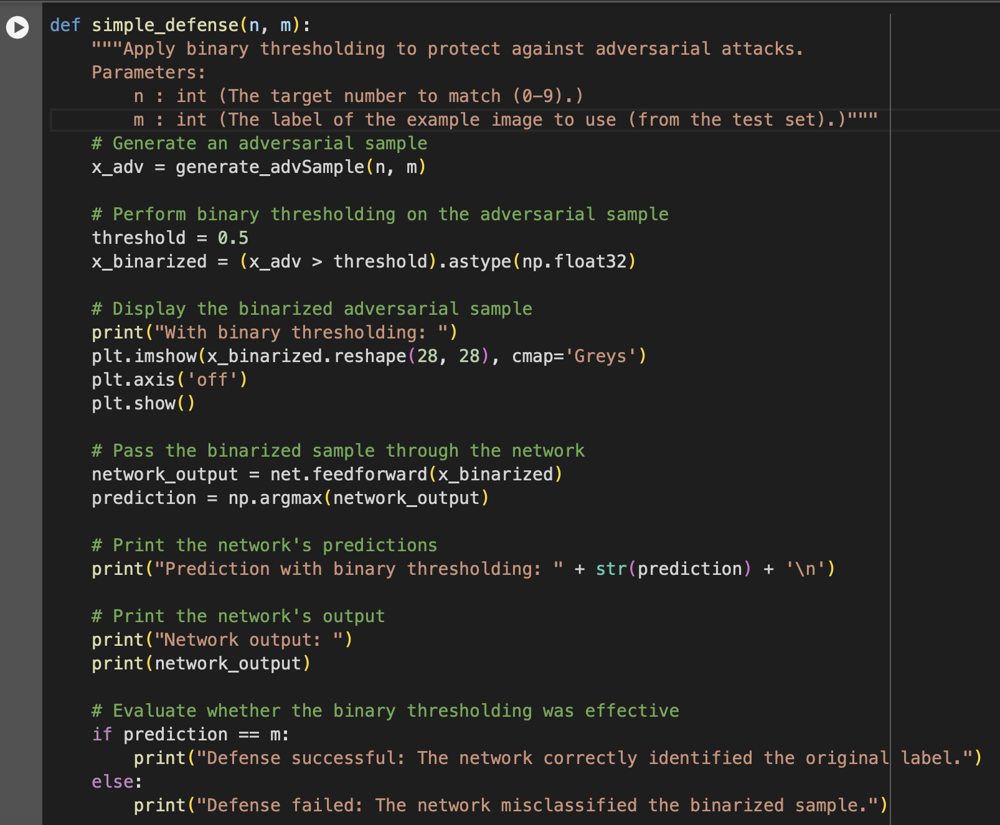 def simple_defense(n, m):
    """Apply binary thresholding to protect against adversarial attacks.
    Parameters:
        n : int (The target number to match (0–9).)
        m : int (The label of the example image to use (from the test set).)"""
    # Generate an adversarial sample
    x_adv = generate_advSample(n, m)

    # Perform binary thresholding on the adversarial sample
    threshold = 0.5
    x_binarized = (x_adv > threshold).astype(np.float32)

    # Display the binarized adversarial sample
    print("With binary thresholding: ")
    plt.imshow(x_binarized.reshape(28, 28), cmap='Greys')
    plt.axis('off')
    plt.show()

    # Pass the binarized sample through the network
    network_output = net.feedforward(x_binarized)
    prediction = np.argmax(network_output)

    # Print the network's predictions
    print("Prediction with binary thresholding: " + str(prediction) + '\n')

    # Print the network's output
    print("Network output: ")
    print(network_output)

    # Evaluate whether the binary thresholding was effective
    if prediction == m:
        print("Defense successful: The network correctly identified the original label.")
    else:
        print("Defense failed: The network misclassified the binarized sample.")